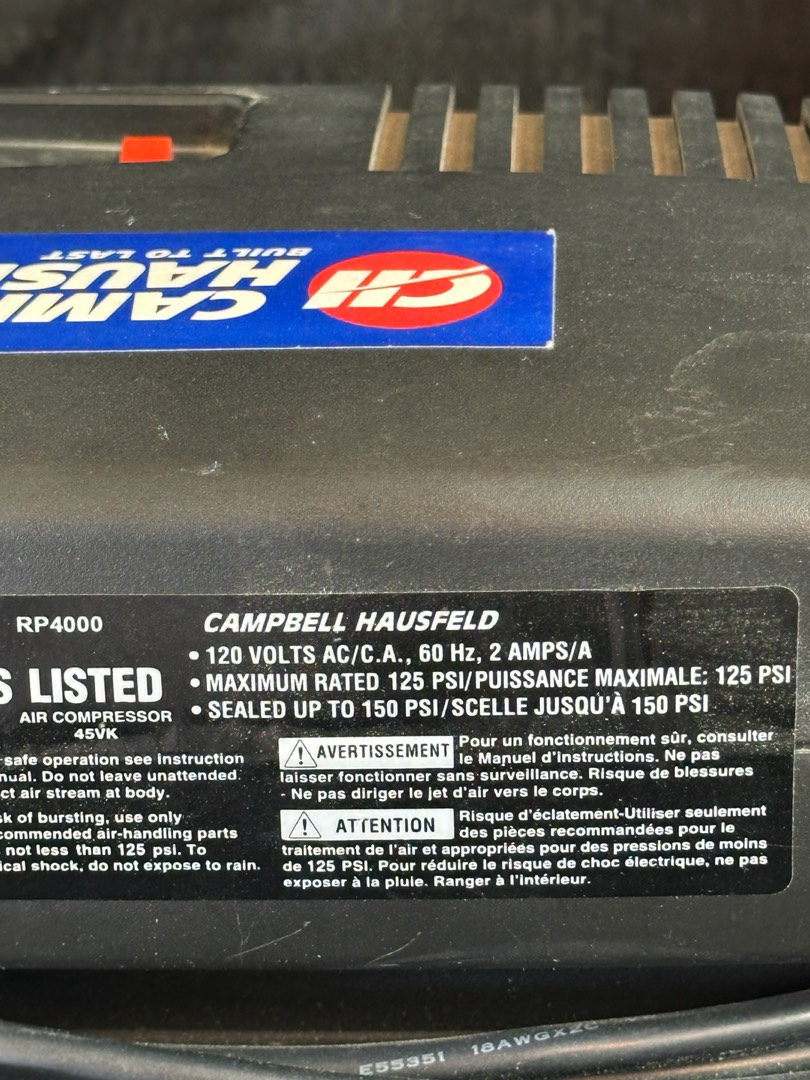 BUILT TO LAST
CH
RP4000
CAMPBELL HAUSFELD
• 120 VOLTS AC/C.A., 60 Hz, 2 AMPS/A
• MAXIMUM RATED 125 PSI/PUISSANCE MAXIMALE: 125 PSI
• SEALED UP TO 150 PSI/SCELLE JUSQU'À 150 PSI
LISTED
AIR COMPRESSOR
45VK
safe operation see Instruction
Do not leave unattended.
air stream at body.
of bursting, use only
air-handling parts
not less than 125 psi. To
shock, do not expose to rain.
AVERTISSEMENT Pour un fonctionnement sûr, consulter
le Manuel d'instructions. Ne pas
laisser fonctionner sans surveillance. Risque de blessures
- Ne pas diriger le jet d'air vers le corps.
ATTENTION Risque d'éclatement-Utiliser seulement
des pièces recommandées pour le
traitement de l'air et appropriées pour des pressions de moins
de 125 PSI. Pour réduire le risque de choc électrique, ne pas
exposer à la pluie. Ranger à l'intérieur.
E55351 18AWGX2C